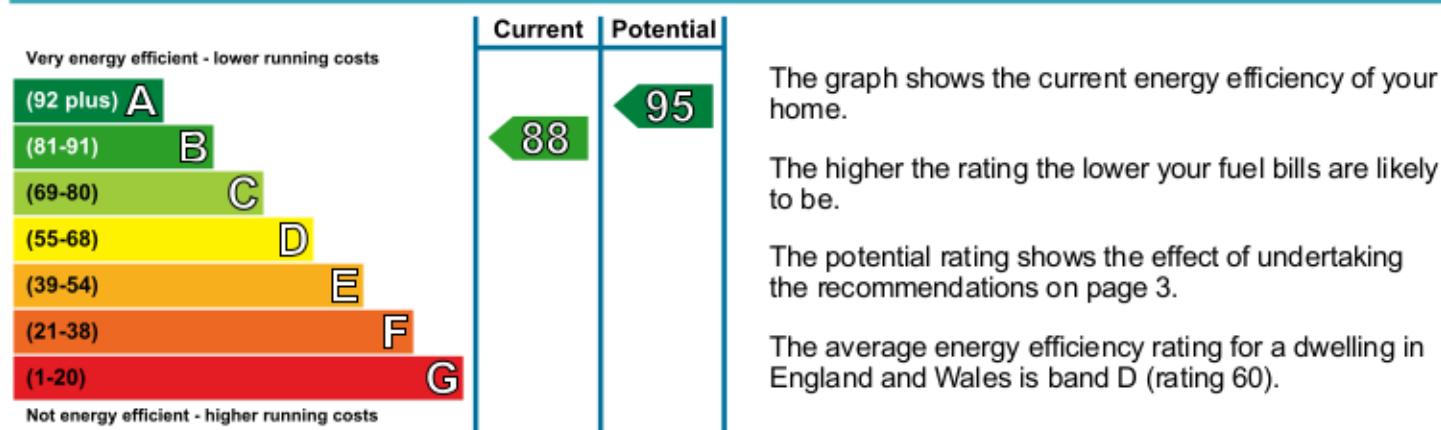 Current Potential
Very energy efficient - lower running costs
(92 plus) A
(81-91) B
(69-80) C
(55-68) D
(39-54) E
(21-38) F
(1-20) G
Not energy efficient - higher running costs
88
95
The graph shows the current energy efficiency of your
home.
The higher the rating the lower your fuel bills are likely
to be.
The potential rating shows the effect of undertaking
the recommendations on page 3.
The average energy efficiency rating for a dwelling in
England and Wales is band D (rating 60).